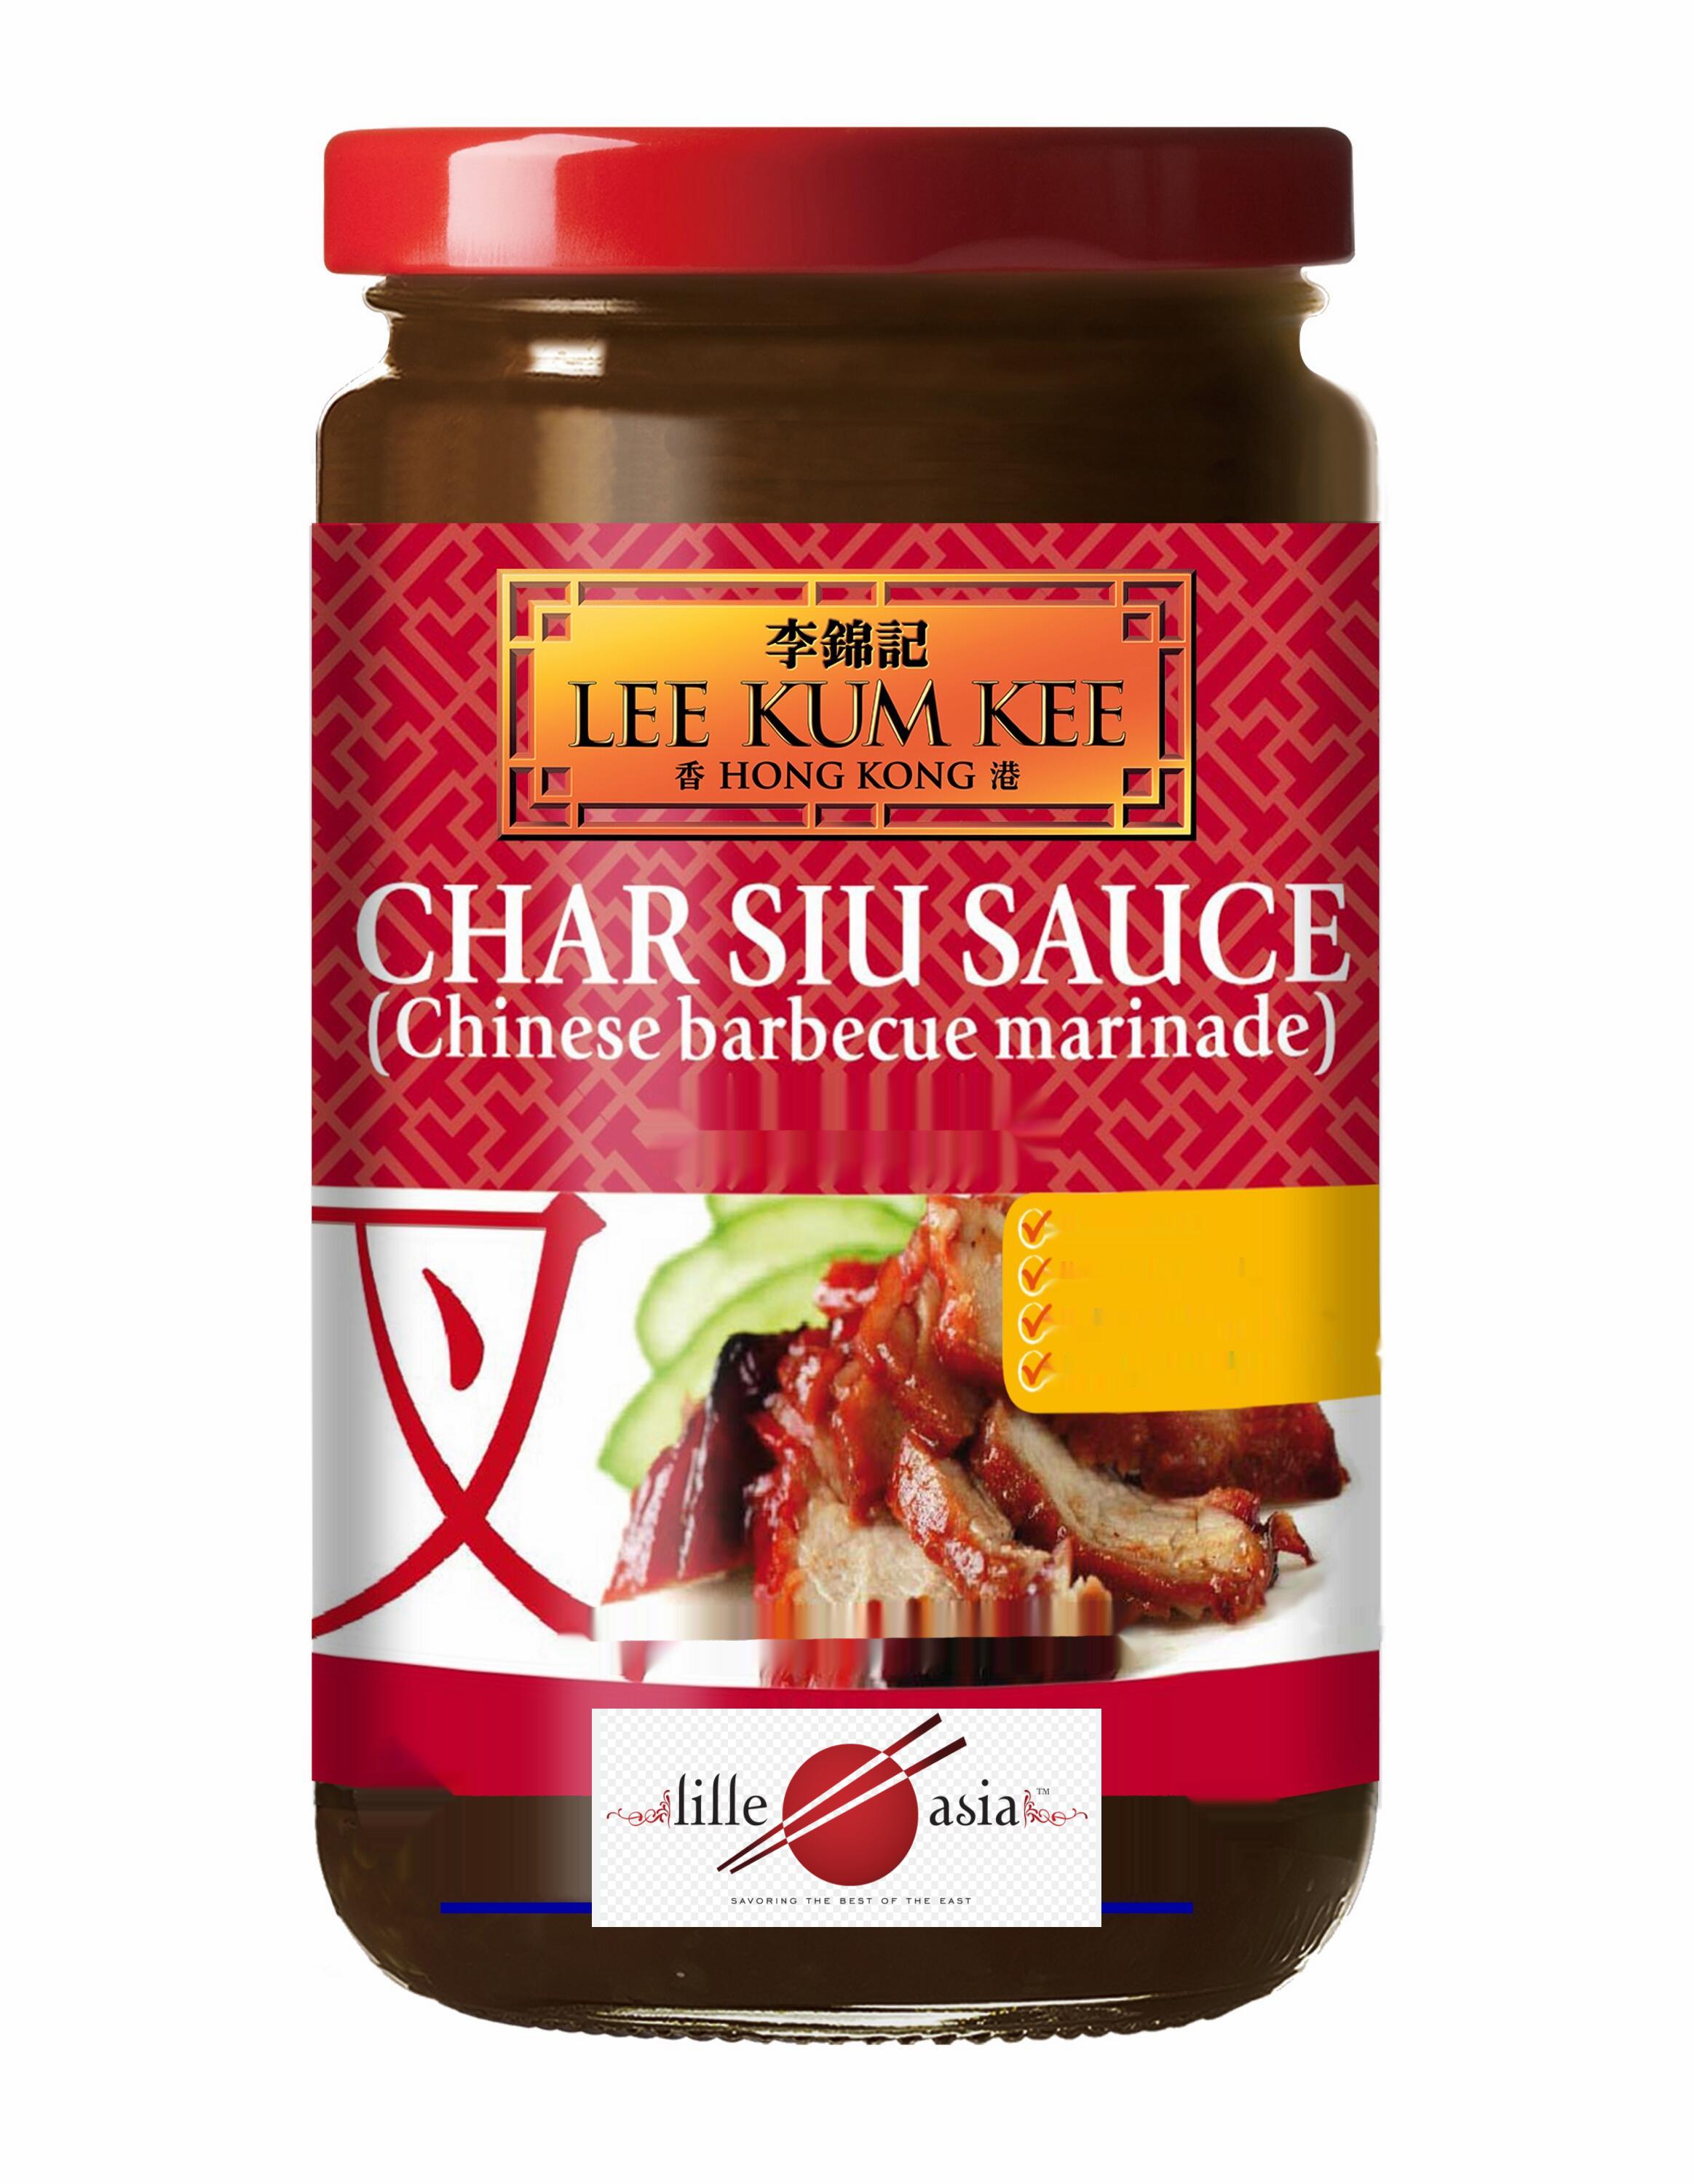 李錦記
LEE KUM KEE
香 HONG KONG 港
CHAR SIU SAUCE
(Chinese barbecue marinade)
叉
lille asia™
SAVORING THE BEST OF THE EAST